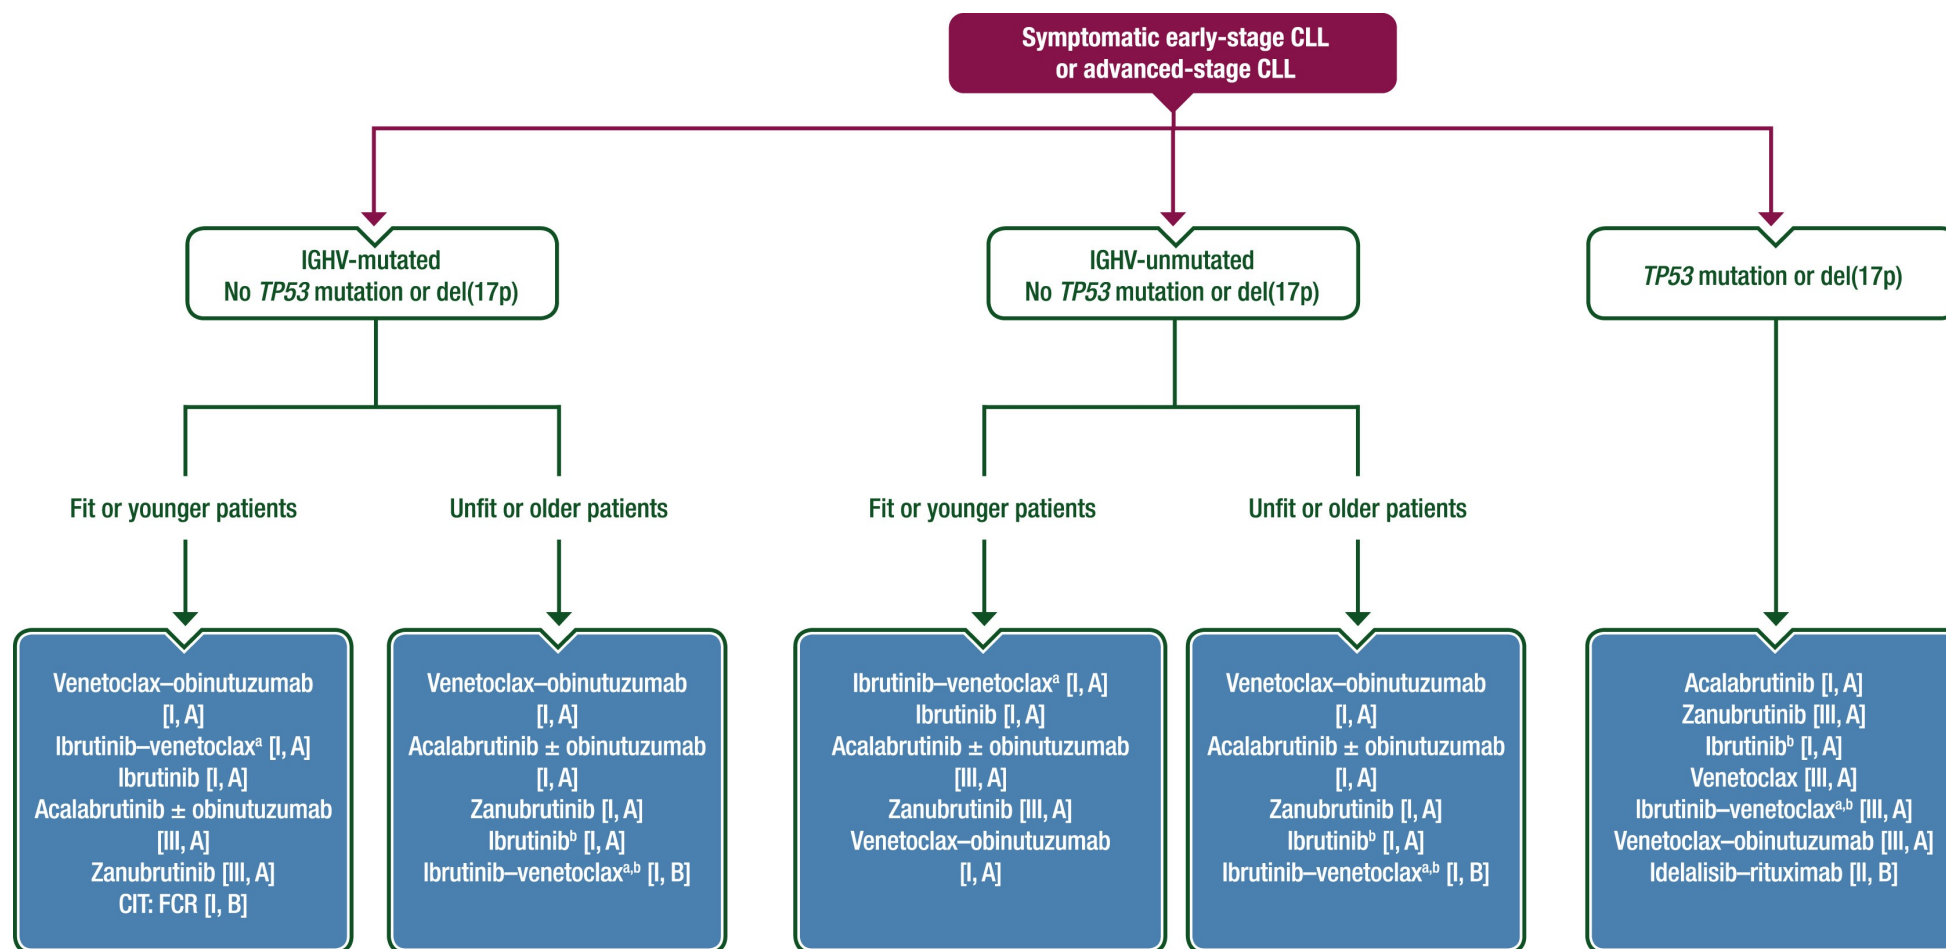 Symptomatic early-stage CLL
or advanced-stage CLL
IGHV-mutated
No TP53 mutation or del(17p)
IGHV-unmutated
No TP53 mutation or del(17p)
TP53 mutation or del(17p)
Fit or younger patients
Unfit or older patients
Fit or younger patients
Unfit or older patients
Venetoclax–obinutuzumab
[I, A]
Ibrutinib–venetoclaxᵃ [I, A]
Ibrutinib [I, A]
Acalabrutinib ± obinutuzumab
[III, A]
Zanubrutinib [III, A]
CIT: FCR [I, B]
Venetoclax–obinutuzumab
[I, A]
Acalabrutinib ± obinutuzumab
[I, A]
Zanubrutinib [I, A]
Ibrutinibᵇ [I, A]
Ibrutinib–venetoclaxᵃ,ᵇ [I, B]
Ibrutinib–venetoclaxᵃ [I, A]
Ibrutinib [I, A]
Acalabrutinib ± obinutuzumab
[III, A]
Zanubrutinib [III, A]
Venetoclax–obinutuzumab
[I, A]
Venetoclax–obinutuzumab
[I, A]
Acalabrutinib ± obinutuzumab
[I, A]
Zanubrutinib [I, A]
Ibrutinibᵇ [I, A]
Ibrutinib–venetoclaxᵃ,ᵇ [I, B]
Acalabrutinib [I, A]
Zanubrutinib [III, A]
Ibrutinibᵇ [I, A]
Venetoclax [III, A]
Ibrutinib–venetoclaxᵃ,ᵇ [III, A]
Venetoclax–obinutuzumab [III, A]
Idelalisib–rituximab [II, B]